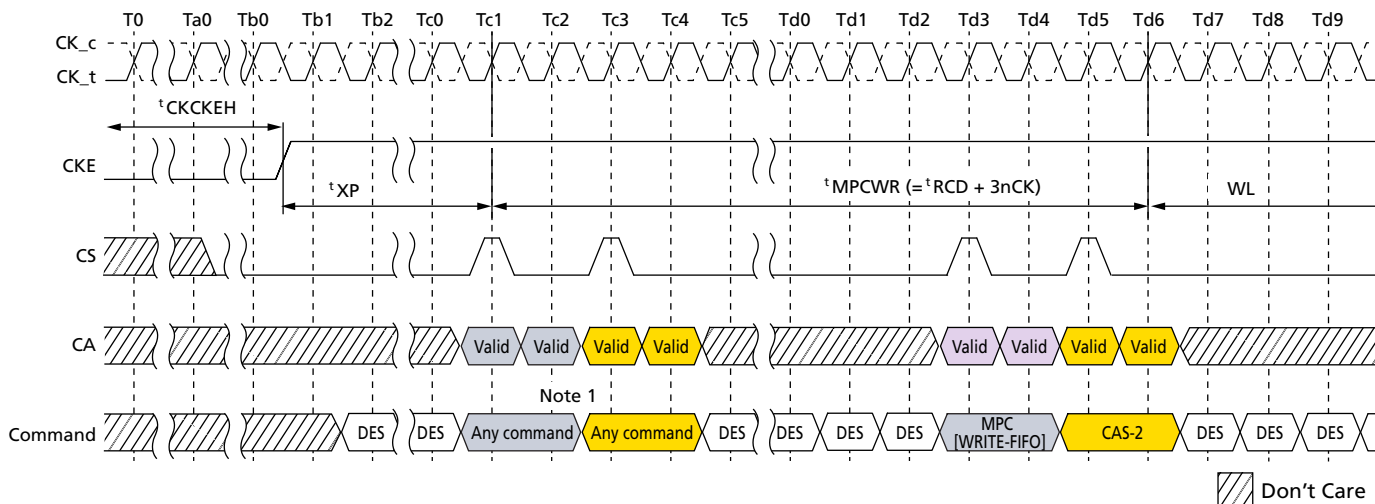 T0 Ta0 Tb0 Tb1 Tb2 Tc0 Tc1 Tc2 Tc3 Tc4 Tc5 Td0 Td1 Td2 Td3 Td4 Td5 Td6 Td7 Td8 Td9
CK_c
CK_t
tCKCKEH
CKE
tXP tMPCWR (= tRCD + 3nCK) WL
CS
CA Valid Valid Valid Valid Valid Valid Valid Valid
Note 1
Command DES DES Any command Any command DES DES DES DES MPC [WRITE-FIFO] CAS-2 DES DES DES
Don't Care